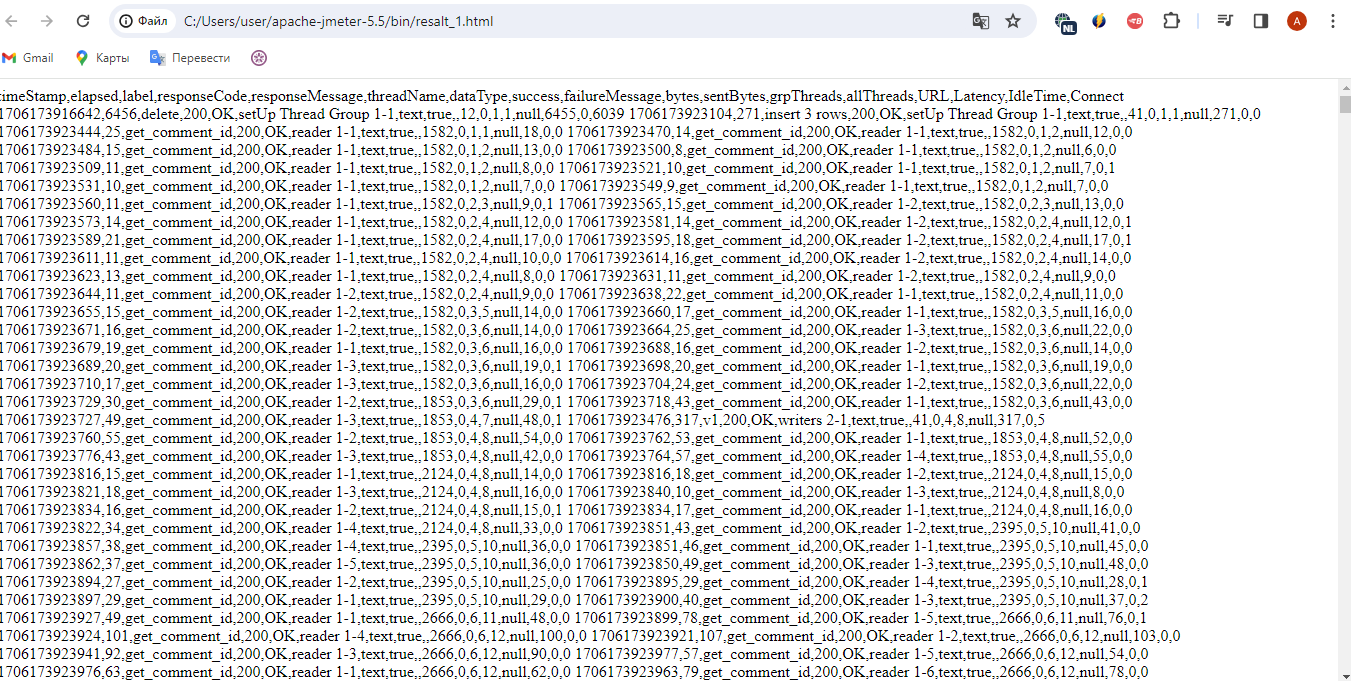 Файл
C:/Users/user/apache-jmeter-5.5/bin/resalt_1.html
NL
A
Gmail
Карты
Перевести
timeStamp,elapsed,label,responseCode,responseMessage,threadName,dataType,success,failureMessage,bytes,sentBytes,grpThreads,allThreads,URL,Latency,IdleTime,Connect
1706173916642,6456,delete,200,OK,setUp Thread Group 1-1,text,true,,12,0,1,1,null,6455,0,6039 1706173923104,271,insert 3 rows,200,OK,setUp Thread Group 1-1,text,true,,41,0,1,1,null,271,0,0
1706173923444,25,get_comment_id,200,OK,reader 1-1,text,true,,1582,0,1,1,null,18,0,0 1706173923470,14,get_comment_id,200,OK,reader 1-1,text,true,,1582,0,1,2,null,12,0,0
1706173923484,15,get_comment_id,200,OK,reader 1-1,text,true,,1582,0,1,2,null,13,0,0 1706173923500,8,get_comment_id,200,OK,reader 1-1,text,true,,1582,0,1,2,null,6,0,0
1706173923509,11,get_comment_id,200,OK,reader 1-1,text,true,,1582,0,1,2,null,8,0,0 1706173923521,10,get_comment_id,200,OK,reader 1-1,text,true,,1582,0,1,2,null,7,0,1
1706173923531,10,get_comment_id,200,OK,reader 1-1,text,true,,1582,0,1,2,null,7,0,0 1706173923549,9,get_comment_id,200,OK,reader 1-1,text,true,,1582,0,1,2,null,7,0,0
1706173923560,11,get_comment_id,200,OK,reader 1-1,text,true,,1582,0,2,3,null,9,0,1 1706173923565,15,get_comment_id,200,OK,reader 1-2,text,true,,1582,0,2,3,null,13,0,0
1706173923573,14,get_comment_id,200,OK,reader 1-1,text,true,,1582,0,2,4,null,12,0,0 1706173923581,14,get_comment_id,200,OK,reader 1-2,text,true,,1582,0,2,4,null,12,0,1
1706173923589,21,get_comment_id,200,OK,reader 1-1,text,true,,1582,0,2,4,null,17,0,0 1706173923595,18,get_comment_id,200,OK,reader 1-2,text,true,,1582,0,2,4,null,17,0,1
1706173923611,11,get_comment_id,200,OK,reader 1-1,text,true,,1582,0,2,4,null,10,0,0 1706173923614,16,get_comment_id,200,OK,reader 1-2,text,true,,1582,0,2,4,null,14,0,0
1706173923623,13,get_comment_id,200,OK,reader 1-1,text,true,,1582,0,2,4,null,8,0,0 1706173923631,11,get_comment_id,200,OK,reader 1-2,text,true,,1582,0,2,4,null,9,0,0
1706173923644,11,get_comment_id,200,OK,reader 1-2,text,true,,1582,0,2,4,null,9,0,0 1706173923638,22,get_comment_id,200,OK,reader 1-1,text,true,,1582,0,2,4,null,11,0,0
1706173923655,15,get_comment_id,200,OK,reader 1-2,text,true,,1582,0,3,5,null,14,0,0 1706173923660,17,get_comment_id,200,OK,reader 1-1,text,true,,1582,0,3,5,null,16,0,0
1706173923671,16,get_comment_id,200,OK,reader 1-2,text,true,,1582,0,3,6,null,14,0,0 1706173923664,25,get_comment_id,200,OK,reader 1-3,text,true,,1582,0,3,6,null,22,0,0
1706173923679,19,get_comment_id,200,OK,reader 1-1,text,true,,1582,0,3,6,null,16,0,0 1706173923688,16,get_comment_id,200,OK,reader 1-2,text,true,,1582,0,3,6,null,14,0,0
1706173923689,20,get_comment_id,200,OK,reader 1-3,text,true,,1582,0,3,6,null,19,0,1 1706173923698,20,get_comment_id,200,OK,reader 1-1,text,true,,1582,0,3,6,null,19,0,0
1706173923710,17,get_comment_id,200,OK,reader 1-3,text,true,,1582,0,3,6,null,16,0,0 1706173923704,24,get_comment_id,200,OK,reader 1-2,text,true,,1582,0,3,6,null,22,0,0
1706173923729,30,get_comment_id,200,OK,reader 1-2,text,true,,1853,0,3,6,null,29,0,1 1706173923718,43,get_comment_id,200,OK,reader 1-1,text,true,,1582,0,3,6,null,43,0,0
1706173923727,49,get_comment_id,200,OK,reader 1-3,text,true,,1853,0,4,7,null,48,0,1 1706173923476,317,v1,200,OK,writers 2-1,text,true,,41,0,4,8,null,317,0,5
1706173923760,55,get_comment_id,200,OK,reader 1-2,text,true,,1853,0,4,8,null,54,0,0 1706173923762,53,get_comment_id,200,OK,reader 1-1,text,true,,1853,0,4,8,null,52,0,0
1706173923776,43,get_comment_id,200,OK,reader 1-3,text,true,,1853,0,4,8,null,42,0,0 1706173923764,57,get_comment_id,200,OK,reader 1-4,text,true,,1853,0,4,8,null,55,0,0
1706173923816,15,get_comment_id,200,OK,reader 1-1,text,true,,2124,0,4,8,null,14,0,0 1706173923816,18,get_comment_id,200,OK,reader 1-2,text,true,,2124,0,4,8,null,15,0,0
1706173923821,18,get_comment_id,200,OK,reader 1-3,text,true,,2124,0,4,8,null,16,0,0 1706173923840,10,get_comment_id,200,OK,reader 1-3,text,true,,2124,0,4,8,null,8,0,0
1706173923834,16,get_comment_id,200,OK,reader 1-2,text,true,,2124,0,4,8,null,15,0,1 1706173923834,17,get_comment_id,200,OK,reader 1-1,text,true,,2124,0,4,8,null,16,0,0
1706173923822,34,get_comment_id,200,OK,reader 1-4,text,true,,2124,0,4,8,null,33,0,0 1706173923851,43,get_comment_id,200,OK,reader 1-2,text,true,,2395,0,5,10,null,41,0,0
1706173923857,38,get_comment_id,200,OK,reader 1-4,text,true,,2395,0,5,10,null,36,0,0 1706173923851,46,get_comment_id,200,OK,reader 1-1,text,true,,2395,0,5,10,null,45,0,0
1706173923862,37,get_comment_id,200,OK,reader 1-5,text,true,,2395,0,5,10,null,36,0,0 1706173923850,49,get_comment_id,200,OK,reader 1-3,text,true,,2395,0,5,10,null,48,0,0
1706173923894,27,get_comment_id,200,OK,reader 1-2,text,true,,2395,0,5,10,null,25,0,0 1706173923895,29,get_comment_id,200,OK,reader 1-4,text,true,,2395,0,5,10,null,28,0,1
1706173923897,29,get_comment_id,200,OK,reader 1-1,text,true,,2395,0,5,10,null,29,0,0 1706173923900,40,get_comment_id,200,OK,reader 1-3,text,true,,2395,0,5,10,null,37,0,2
1706173923927,49,get_comment_id,200,OK,reader 1-1,text,true,,2666,0,6,11,null,48,0,0 1706173923899,78,get_comment_id,200,OK,reader 1-5,text,true,,2666,0,6,11,null,76,0,1
1706173923924,101,get_comment_id,200,OK,reader 1-4,text,true,,2666,0,6,12,null,100,0,0 1706173923921,107,get_comment_id,200,OK,reader 1-2,text,true,,2666,0,6,12,null,103,0,0
1706173923941,92,get_comment_id,200,OK,reader 1-3,text,true,,2666,0,6,12,null,90,0,0 1706173923977,57,get_comment_id,200,OK,reader 1-5,text,true,,2666,0,6,12,null,54,0,0
1706173923976,63,get_comment_id,200,OK,reader 1-1,text,true,,2666,0,6,12,null,62,0,0 1706173923963,79,get_comment_id,200,OK,reader 1-6,text,true,,2666,0,6,12,null,78,0,0